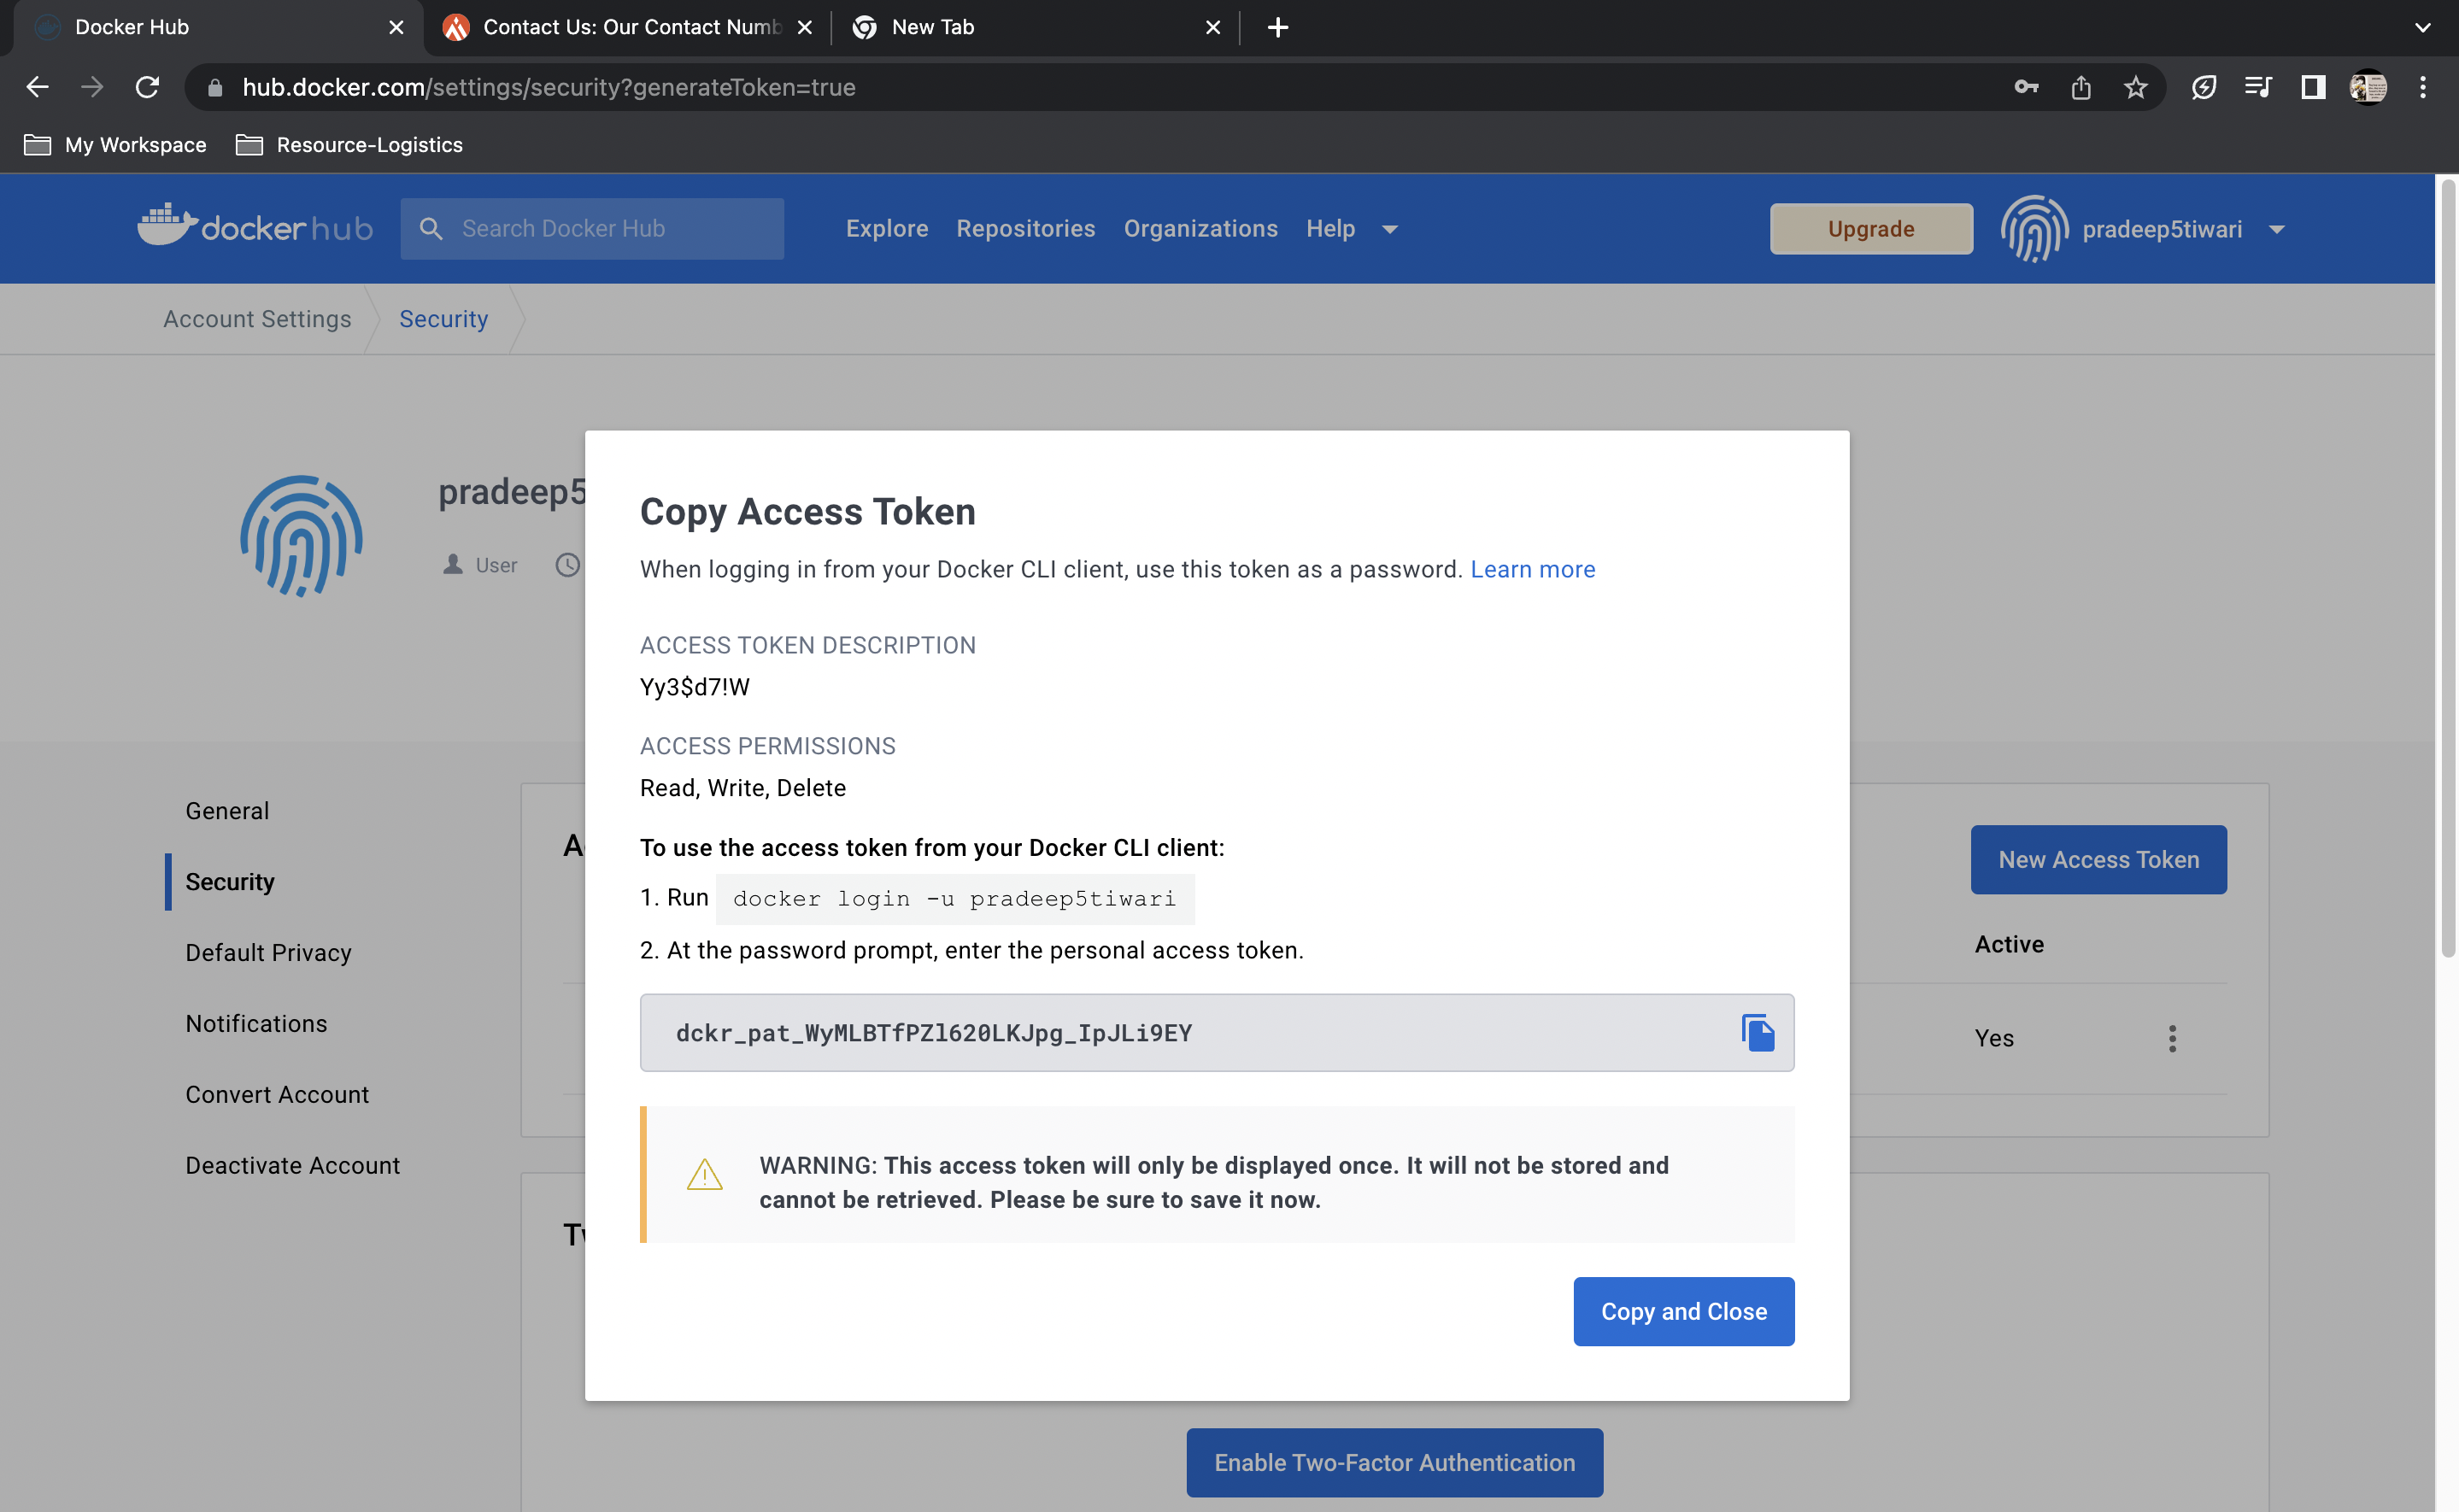 Docker Hub
Contact Us: Our Contact Numb
New Tab
hub.docker.com/settings/security?generateToken=true
My Workspace
Resource-Logistics
docker hub
Search Docker Hub
Explore
Repositories
Organizations
Help
Upgrade
pradeep5tiwari
Account Settings
Security
pradeep5
User
Copy Access Token
When logging in from your Docker CLI client, use this token as a password. Learn more
ACCESS TOKEN DESCRIPTION
Yy3$d7!W
ACCESS PERMISSIONS
Read, Write, Delete
To use the access token from your Docker CLI client:
1. Run docker login -u pradeep5tiwari
2. At the password prompt, enter the personal access token.
dckr_pat_WyMLBTfPZl620LKJpg_IpJLi9EY
WARNING: This access token will only be displayed once. It will not be stored and
cannot be retrieved. Please be sure to save it now.
Copy and Close
General
Security
Default Privacy
Notifications
Convert Account
Deactivate Account
New Access Token
Active
Yes
Enable Two-Factor Authentication